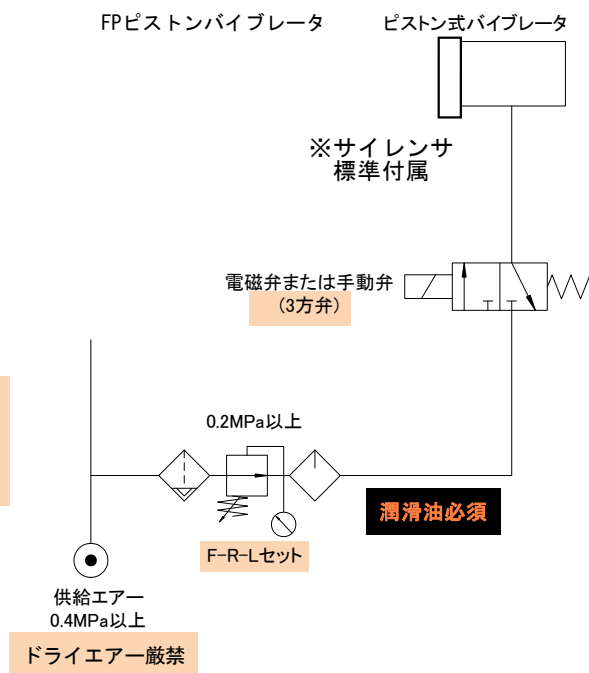 FPピストンバイブレータ
ピストン式バイブレータ
※サイレンサ
標準付属
電磁弁または手動弁
(3方弁)
0.2MPa以上
潤滑油必須
F-R-Lセット
供給エアー
0.4MPa以上
ドライエアー厳禁